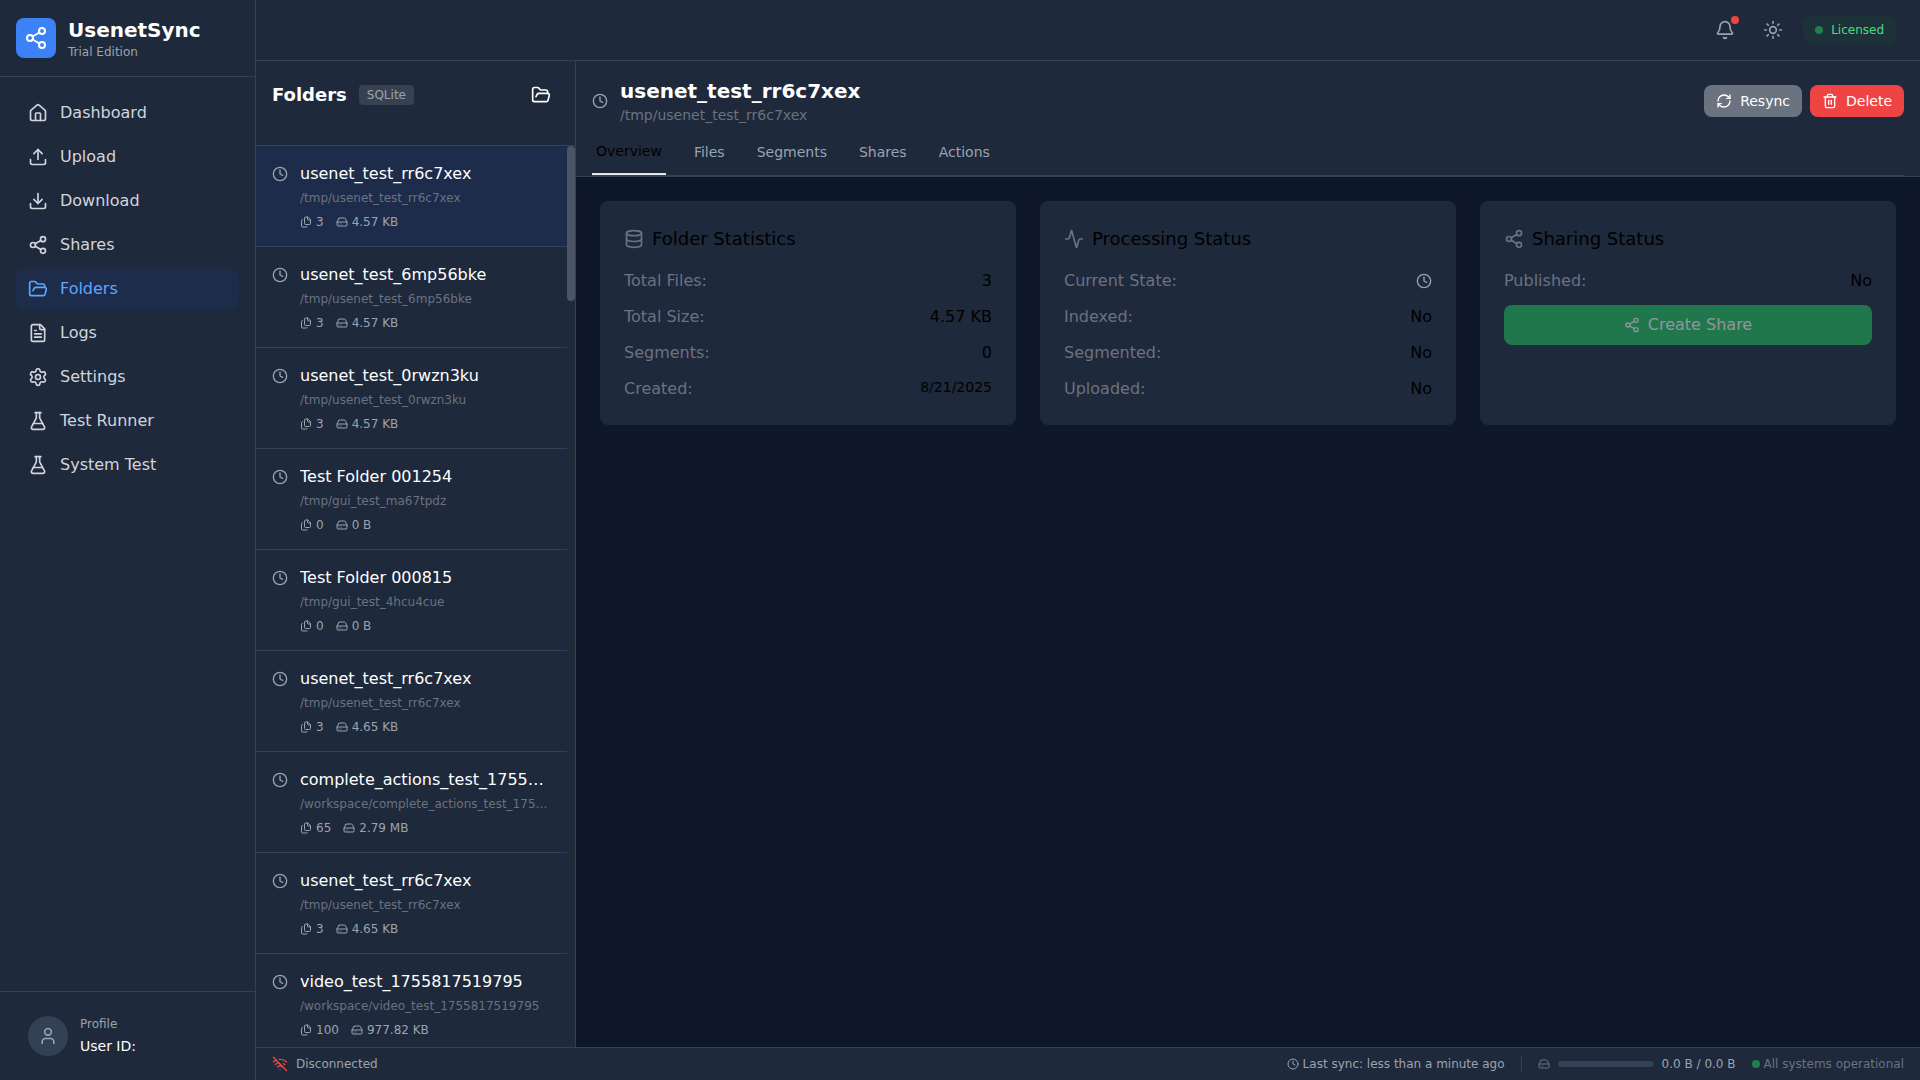 UsenetSync
Trial Edition
Dashboard
Upload
Download
Shares
Folders
Logs
Settings
Test Runner
System Test
Profile
User ID:
Licensed
Folders SQLite
usenet_test_rr6c7xex
/tmp/usenet_test_rr6c7xex
3 4.57 KB
usenet_test_6mp56bke
/tmp/usenet_test_6mp56bke
3 4.57 KB
usenet_test_0rwzn3ku
/tmp/usenet_test_0rwzn3ku
3 4.57 KB
Test Folder 001254
/tmp/gui_test_ma67tpdz
0 0 B
Test Folder 000815
/tmp/gui_test_4hcu4cue
0 0 B
usenet_test_rr6c7xex
/tmp/usenet_test_rr6c7xex
3 4.65 KB
complete_actions_test_1755...
/workspace/complete_actions_test_175...
65 2.79 MB
usenet_test_rr6c7xex
/tmp/usenet_test_rr6c7xex
3 4.65 KB
video_test_1755817519795
/workspace/video_test_1755817519795
100 977.82 KB
usenet_test_rr6c7xex
/tmp/usenet_test_rr6c7xex
Resync Delete
Overview Files Segments Shares Actions
Folder Statistics
Total Files: 3
Total Size: 4.57 KB
Segments: 0
Created: 8/21/2025
Processing Status
Current State:
Indexed: No
Segmented: No
Uploaded: No
Sharing Status
Published: No
Create Share
Disconnected
Last sync: less than a minute ago
0.0 B / 0.0 B
All systems operational